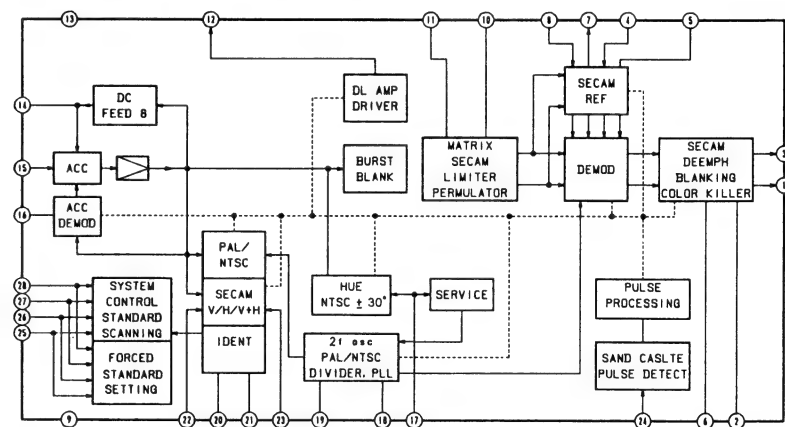 13
12
11
10
8
7
4
5
14
DC
FEED B
DL AMP
DRIVER
SECAM
REF
15
ACC
BURST
BLANK
MATRIX
SECAM
LIMITER
PERMULATOR
DEMOD
SECAM
DEEMPH
BLANKING
COLOR KILLER
3
1
16
ACC
DEMOD
PAL/
NTSC
28
27
26
25
SYSTEM
CONTROL
STANDARD
SCANNING
SECAM
V/H/V+H
HUE
NTSC ± 30°
SERVICE
PULSE
PROCESSING
FORCED
STANDARD
SETTING
IDENT
2f osc
PAL/NTSC
DIVIDER, PLL
SAND CASLTE
PULSE DETECT
9
22
20
21
23
19
18
17
24
6
2